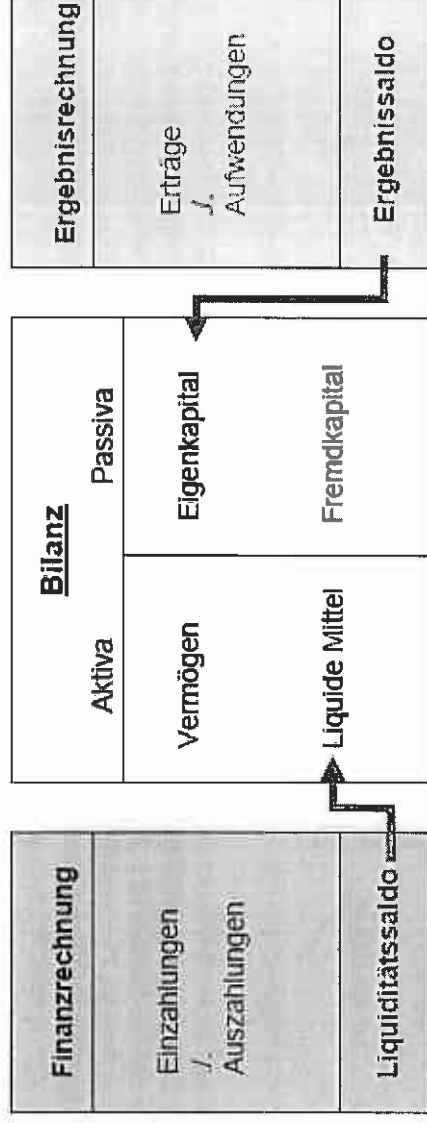 Finanzrechnung
Einzahlungen
./.
Auszahlungen
Liquiditätssaldo
Bilanz
Aktiva Passiva
Vermögen Eigenkapital
Liquide Mittel Fremdkapital
Ergebnisrechnung
Erträge
./.
Aufwendungen
Ergebnissaldo